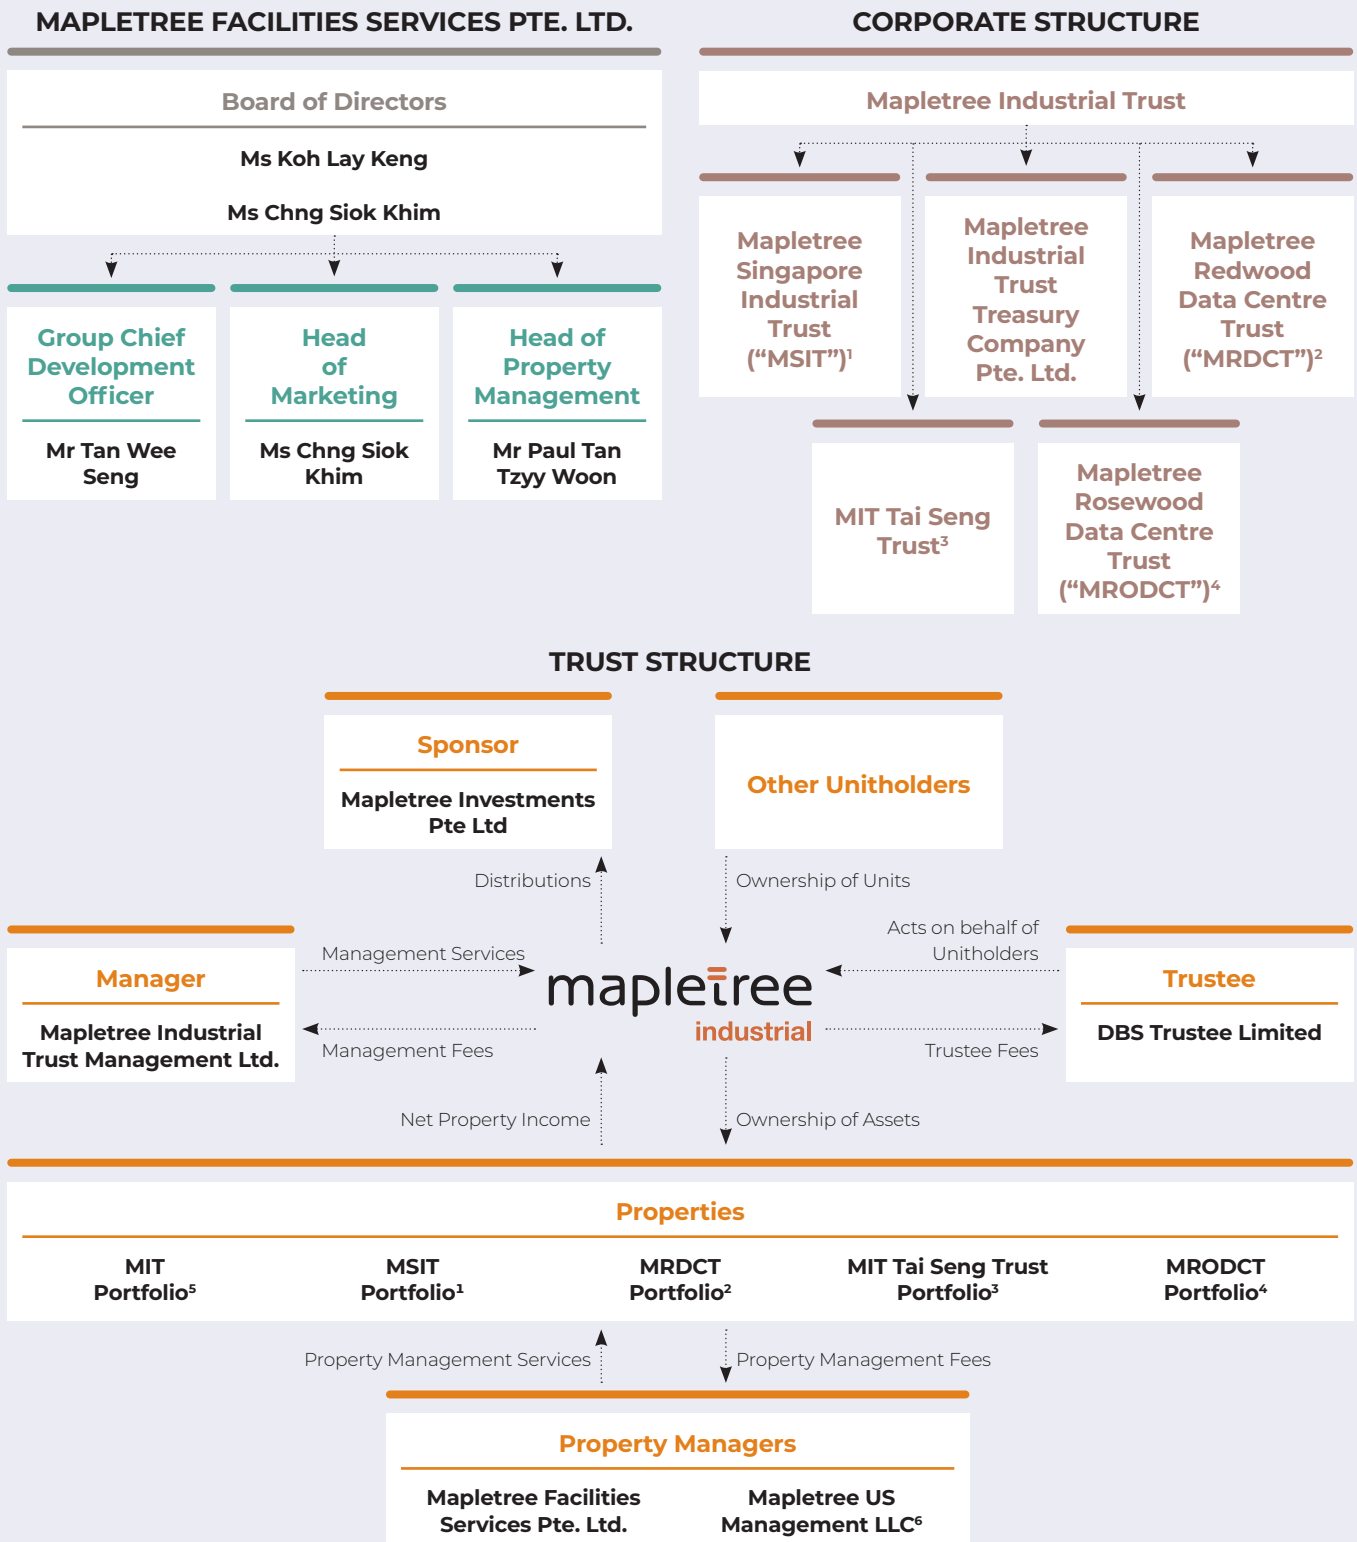 MAPLETREE FACILITIES SERVICES PTE. LTD.
Board of Directors
Ms Koh Lay Keng
Ms Chng Siok Khim
Group Chief
Development
Officer
Mr Tan Wee
Seng
Head
of
Marketing
Ms Chng Siok
Khim
Head of
Property
Management
Mr Paul Tan
Tzyy Woon
CORPORATE STRUCTURE
Mapletree Industrial Trust
Mapletree
Singapore
Industrial
Trust
(“MSIT”)¹
Mapletree
Industrial
Trust
Treasury
Company
Pte. Ltd.
Mapletree
Redwood
Data Centre
Trust
(“MRDCT”)²
MIT Tai Seng
Trust³
Mapletree
Rosewood
Data Centre
Trust
(“MRODCT”)⁴
TRUST STRUCTURE
Sponsor
Mapletree Investments
Pte Ltd
Other Unitholders
Distributions
Ownership of Units
Manager
Mapletree Industrial
Trust Management Ltd.
Management Services
Management Fees
mapletree
industrial
Acts on behalf of
Unitholders
Trustee Fees
Trustee
DBS Trustee Limited
Net Property Income
Ownership of Assets
Properties
MIT
Portfolio⁵
MSIT
Portfolio¹
MRDCT
Portfolio²
MIT Tai Seng Trust
Portfolio³
MRODCT
Portfolio⁴
Property Management Services
Property Management Fees
Property Managers
Mapletree Facilities
Services Pte. Ltd.
Mapletree US
Management LLC⁶